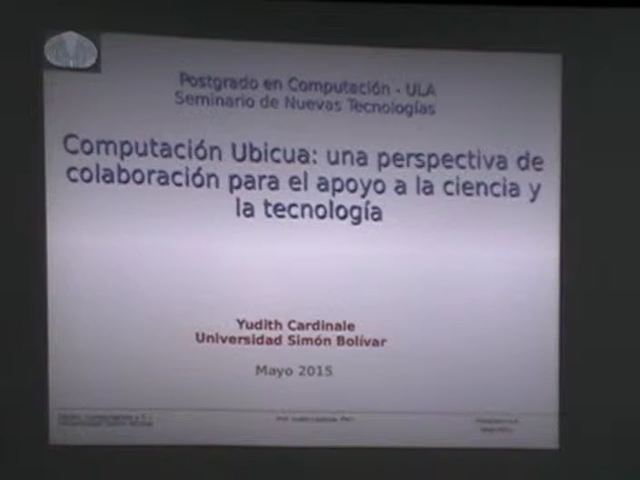 Postgrado en Computación - ULA
Seminario de Nuevas Tecnologías
Computación Ubicua: una perspectiva de
colaboración para el apoyo a la ciencia y
la tecnología
Yudith Cardinale
Universidad Simón Bolívar
Mayo 2015